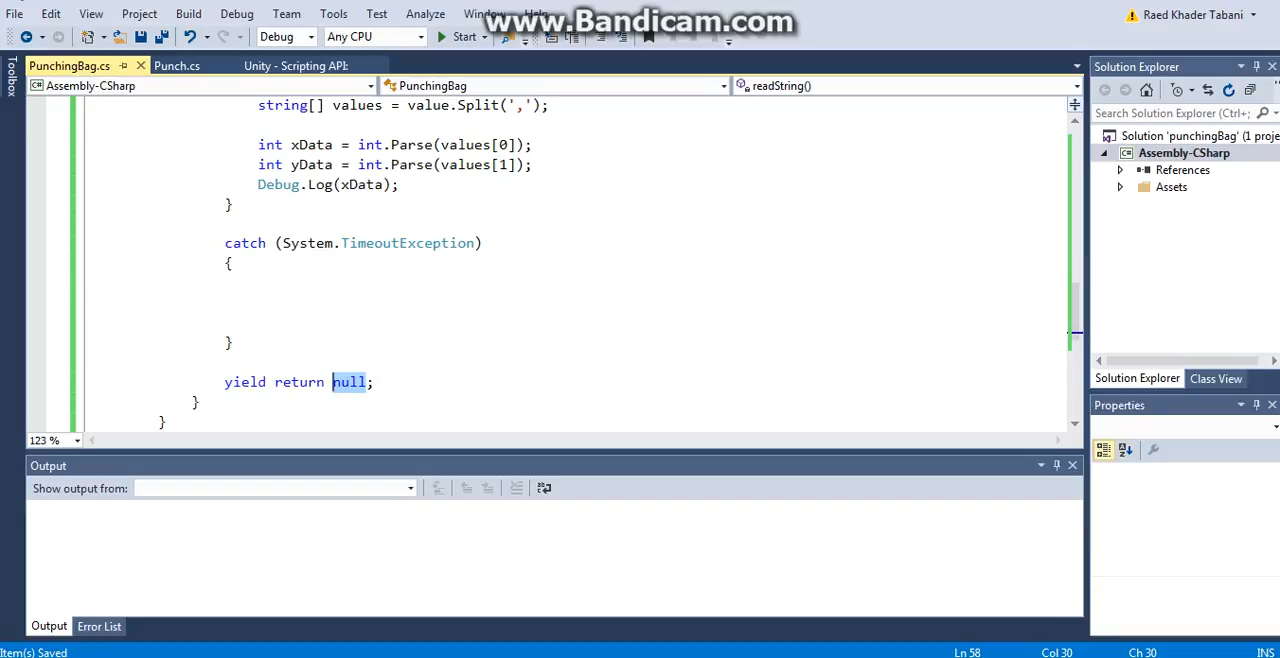 File Edit View Project Build Debug Team Tools Test Analyze Window Help
www.Bandicam.com
Raed Khader Tabani
Debug Any CPU Start
Toolbox
PunchingBag.cs Punch.cs Unity - Scripting API:
Assembly-CSharp PunchingBag readString()
string[] values = value.Split(',');
int xData = int.Parse(values[0]);
int yData = int.Parse(values[1]);
Debug.Log(xData);
}
catch (System.TimeoutException)
{
}
yield return null;
}
}
123 %
Output
Show output from:
Output Error List
Solution Explorer
Search Solution Explorer (Ctrl+;
Solution 'punchingBag' (1 proje
Assembly-CSharp
References
Assets
Solution Explorer Class View
Properties
Item(s) Saved Ln 58 Col 30 Ch 30 INS